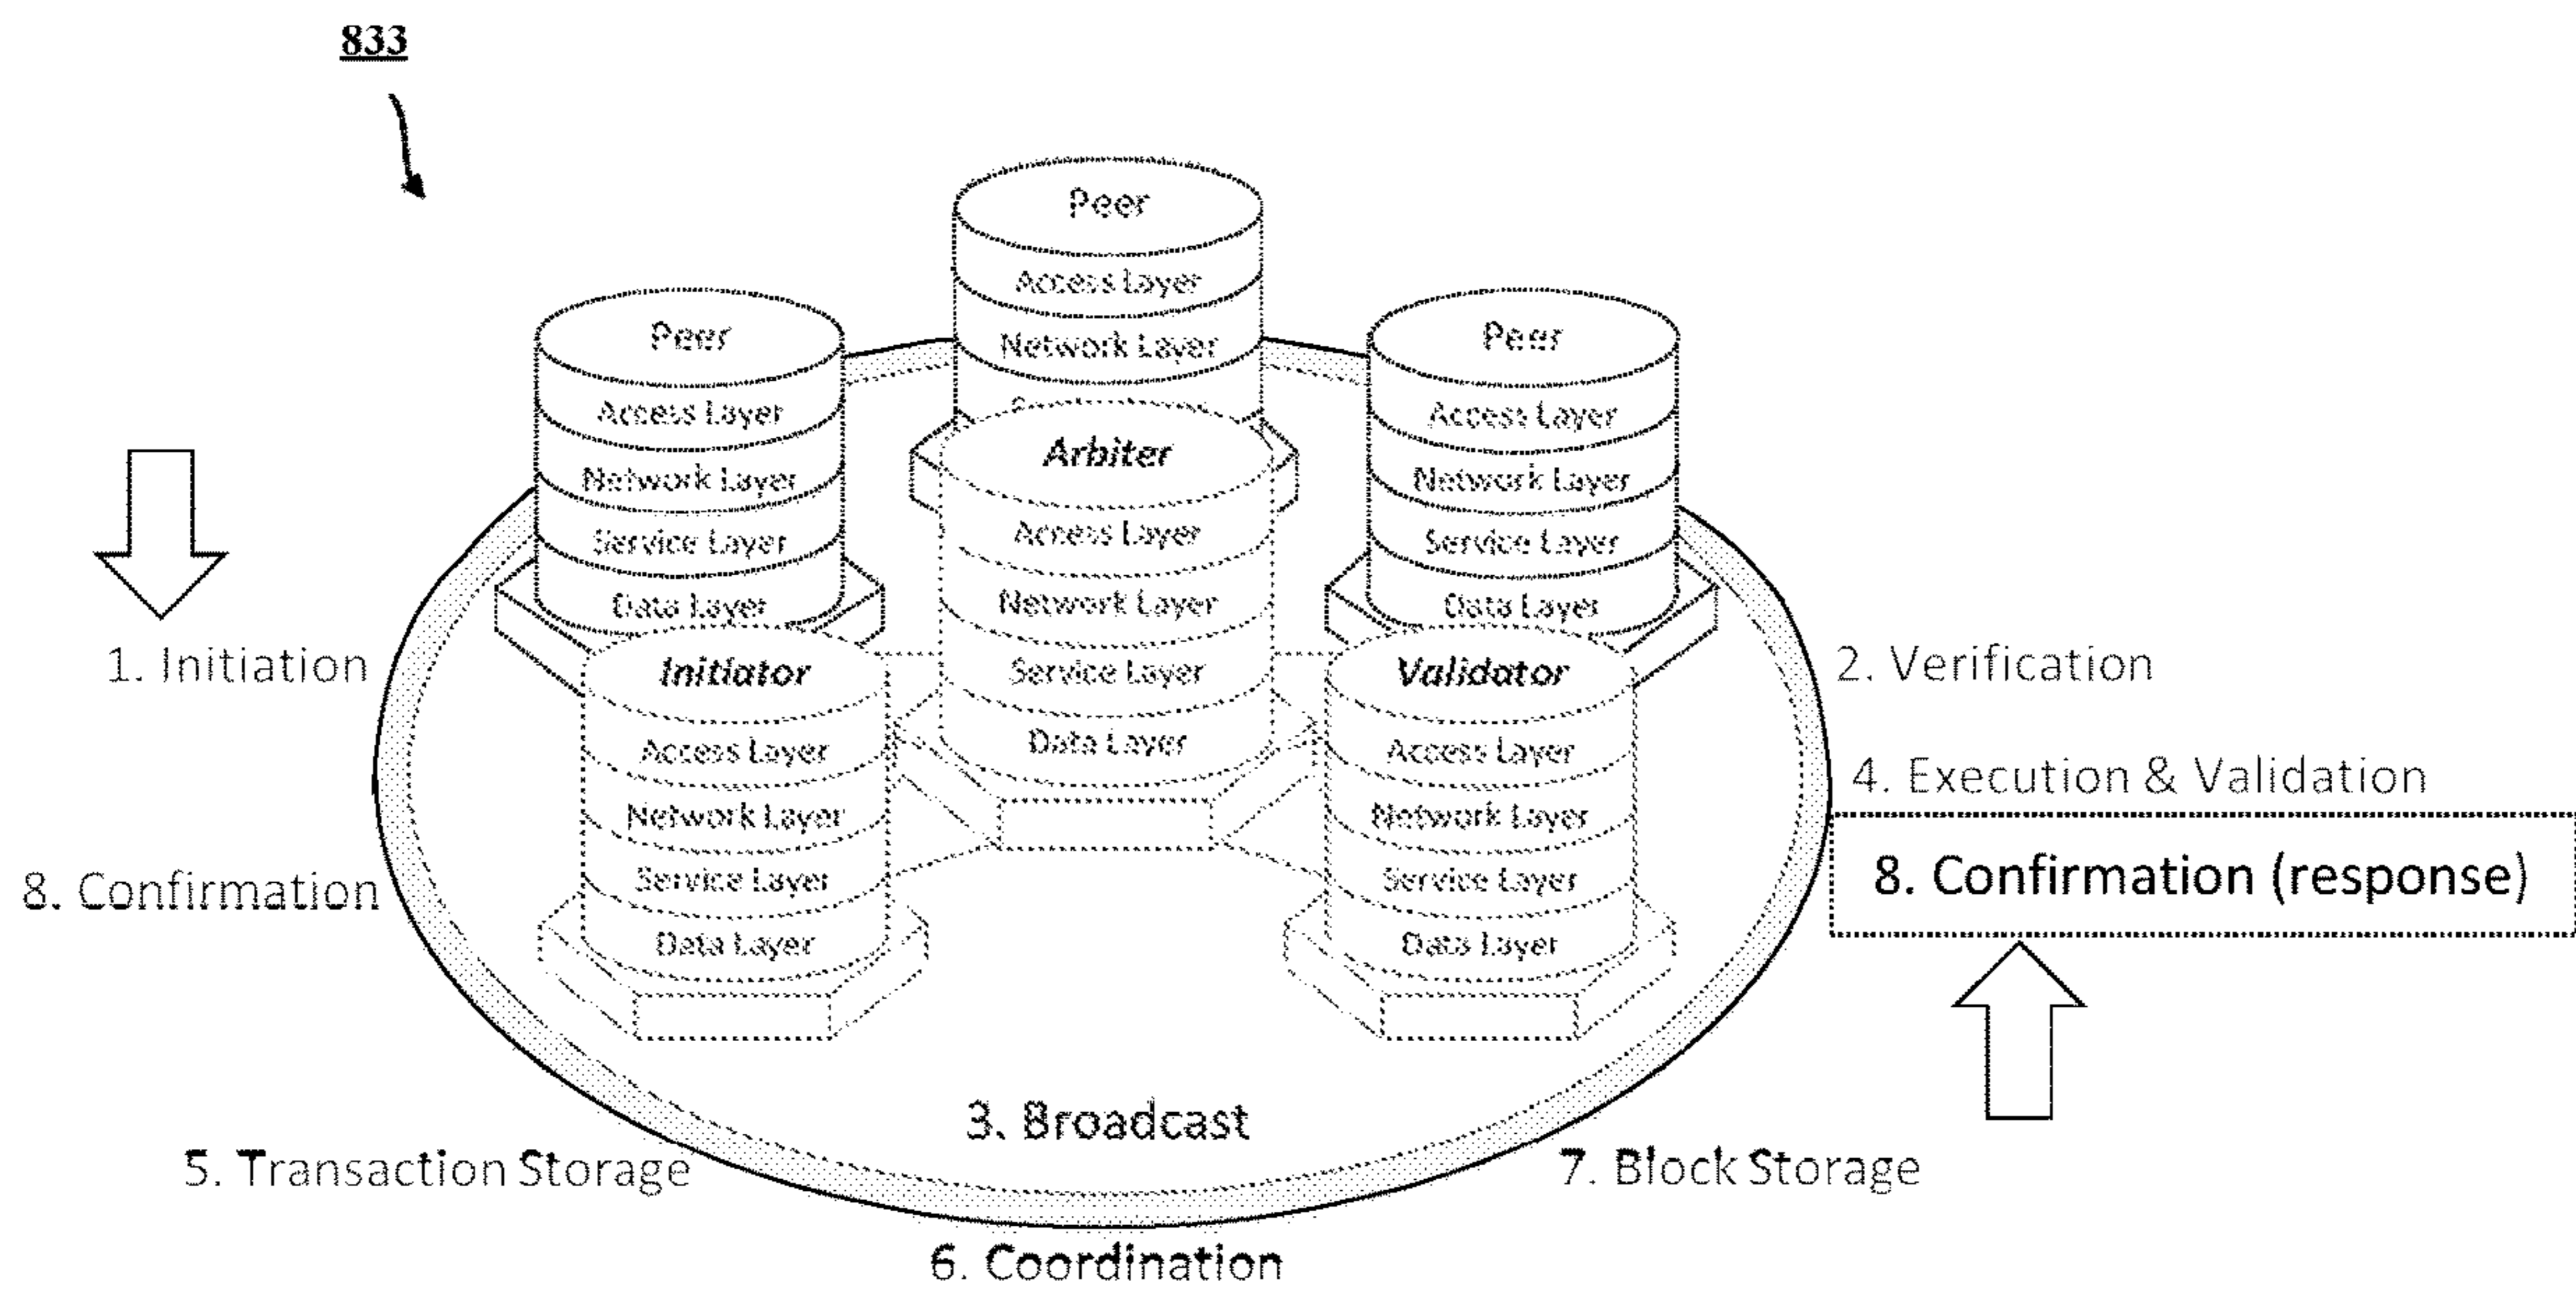 833
Peer
Access Layer
Network Layer
Peer
Access Layer
Network Layer
Service Layer
Data Layer
Peer
Access Layer
Network Layer
Service Layer
Data Layer
Arbiter
Access Layer
Network Layer
Service Layer
Data Layer
Initiator
Access Layer
Network Layer
Service Layer
Data Layer
Validator
Access Layer
Network Layer
Service Layer
Data Layer
1. Initiation
2. Verification
4. Execution & Validation
8. Confirmation
8. Confirmation (response)
3. Broadcast
5. Transaction Storage
7. Block Storage
6. Coordination